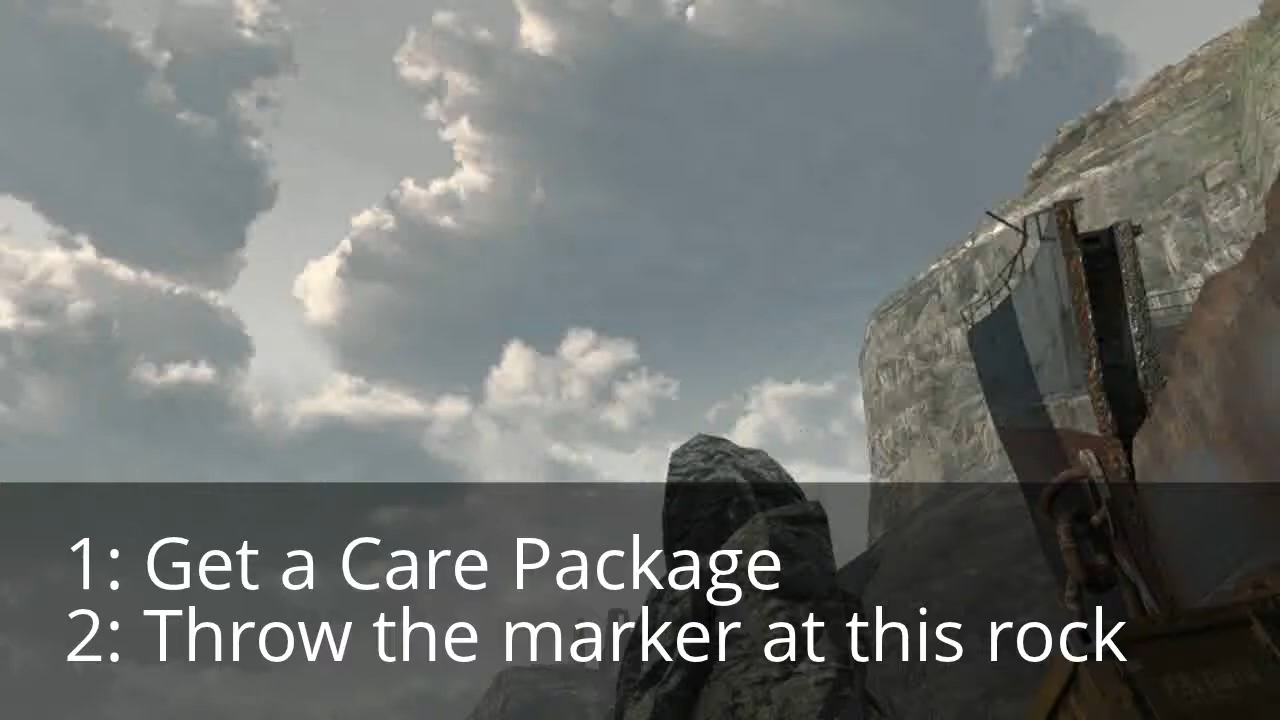 1: Get a Care Package
2: Throw the marker at this rock